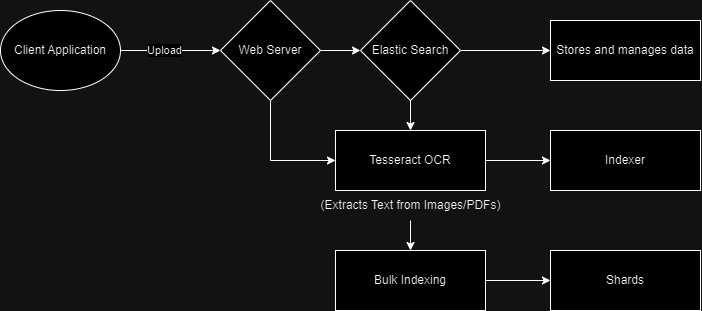 Client Application
Upload
Web Server
Elastic Search
Stores and manages data
Tesseract OCR
Indexer
(Extracts Text from Images/PDFs)
Bulk Indexing
Shards